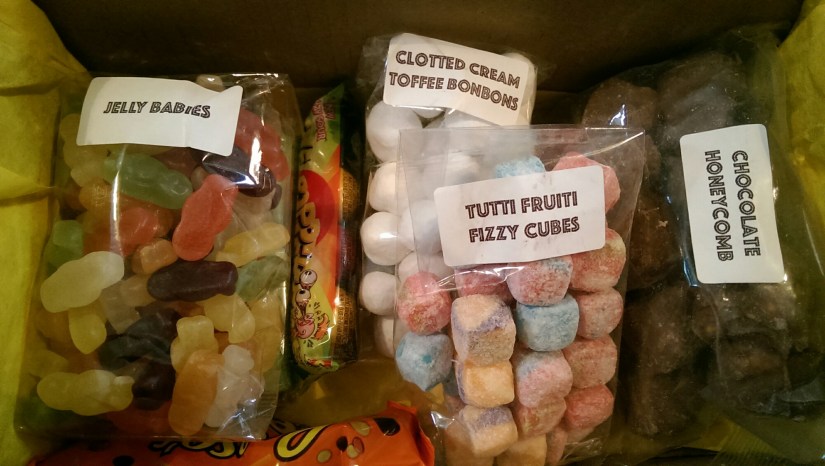 JELLY BABIES
CLOTTED CREAM
TOFFEE BONBONS
TUTTI FRUITI
FIZZY CUBES
CHOCOLATE
HONEYCOMB